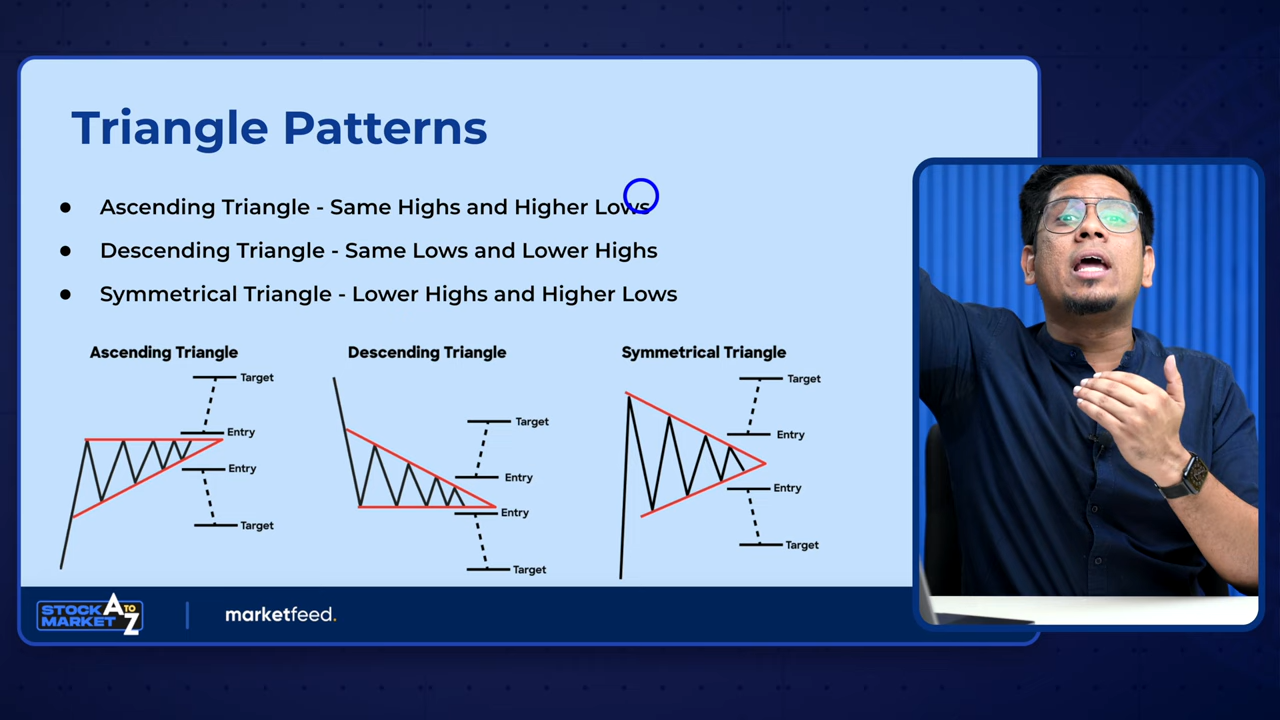 Triangle Patterns
● Ascending Triangle - Same Highs and Higher Lows
● Descending Triangle - Same Lows and Lower Highs
● Symmetrical Triangle - Lower Highs and Higher Lows
Ascending Triangle
Target
Entry
Entry
Target
Descending Triangle
Target
Entry
Entry
Target
Symmetrical Triangle
Target
Entry
Entry
Target
STOCK MARKET A TO Z
marketfeed.